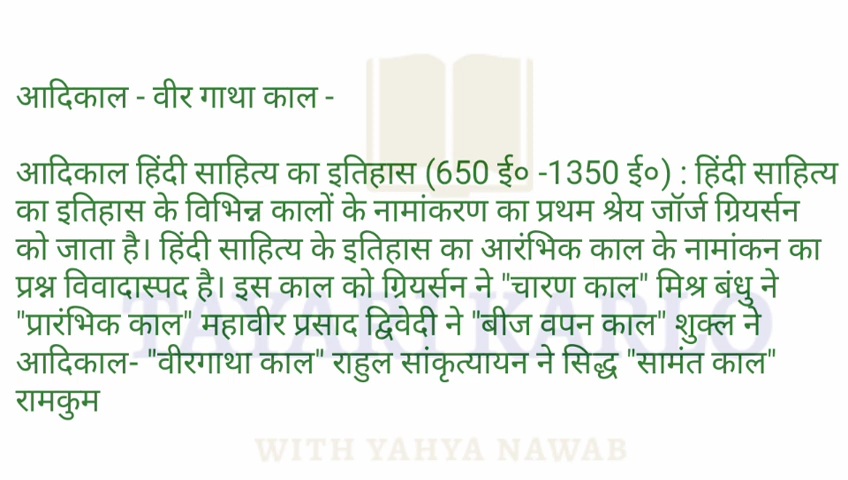 आदिकाल - वीर गाथा काल -
आदिकाल हिंदी साहित्य का इतिहास (650 ई० -1350 ई०) : हिंदी साहित्य
का इतिहास के विभिन्न कालों के नामांकरण का प्रथम श्रेय जॉर्ज ग्रियर्सन
को जाता है। हिंदी साहित्य के इतिहास का आरंभिक काल के नामांकन का
प्रश्न विवादास्पद है। इस काल को ग्रियर्सन ने "चारण काल" मिश्र बंधु ने
"प्रारंभिक काल" महावीर प्रसाद द्विवेदी ने "बीज वपन काल" शुक्ल ने
आदिकाल- "वीरगाथा काल" राहुल सांकृत्यायन ने सिद्ध "सामंत काल"
रामकुम
TAYARI KARLO
WITH YAHYA NAWAB